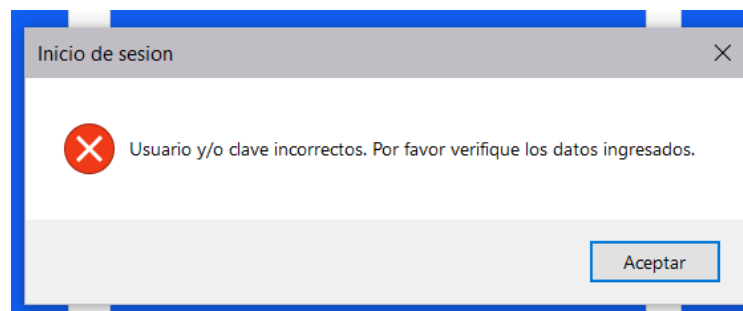 Inicio de sesion
Usuario y/o clave incorrectos. Por favor verifique los datos ingresados.
Aceptar